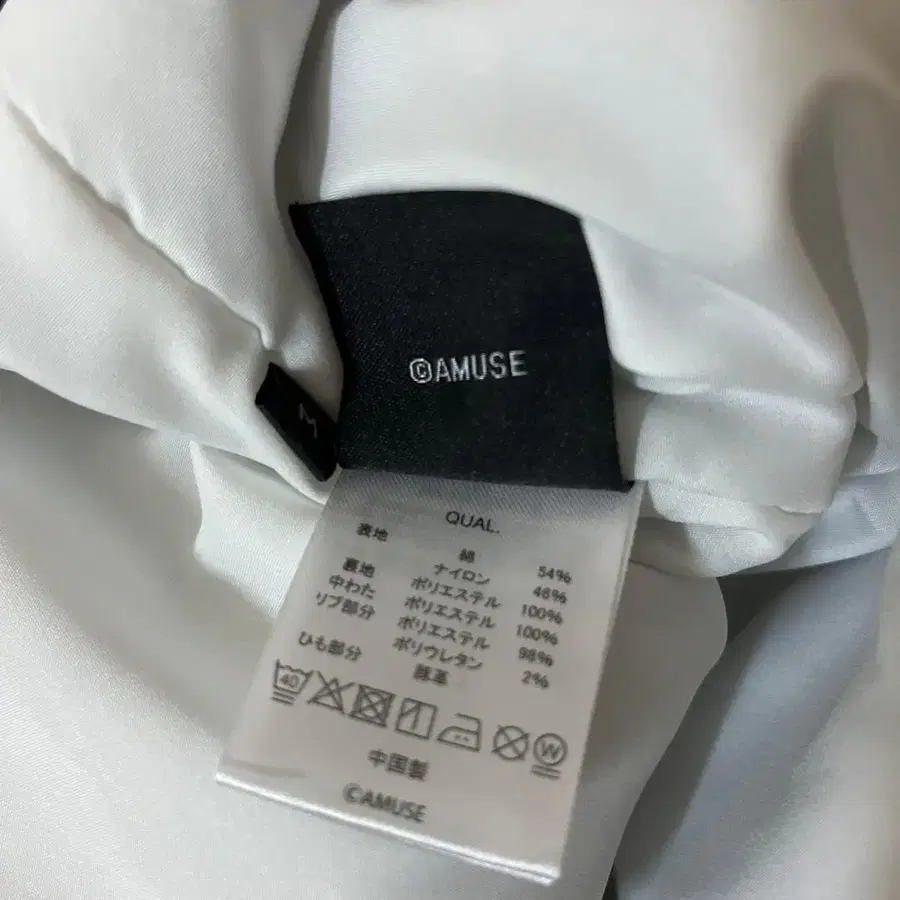 ©AMUSE
M
QUAL.
表地 綿 54%
ナイロン 46%
裏地 ポリエステル 100%
中わた ポリエステル 100%
リブ部分 ポリエステル 98%
ポリウレタン 2%
ひも部分 豚革
40
W
中国製
©AMUSE